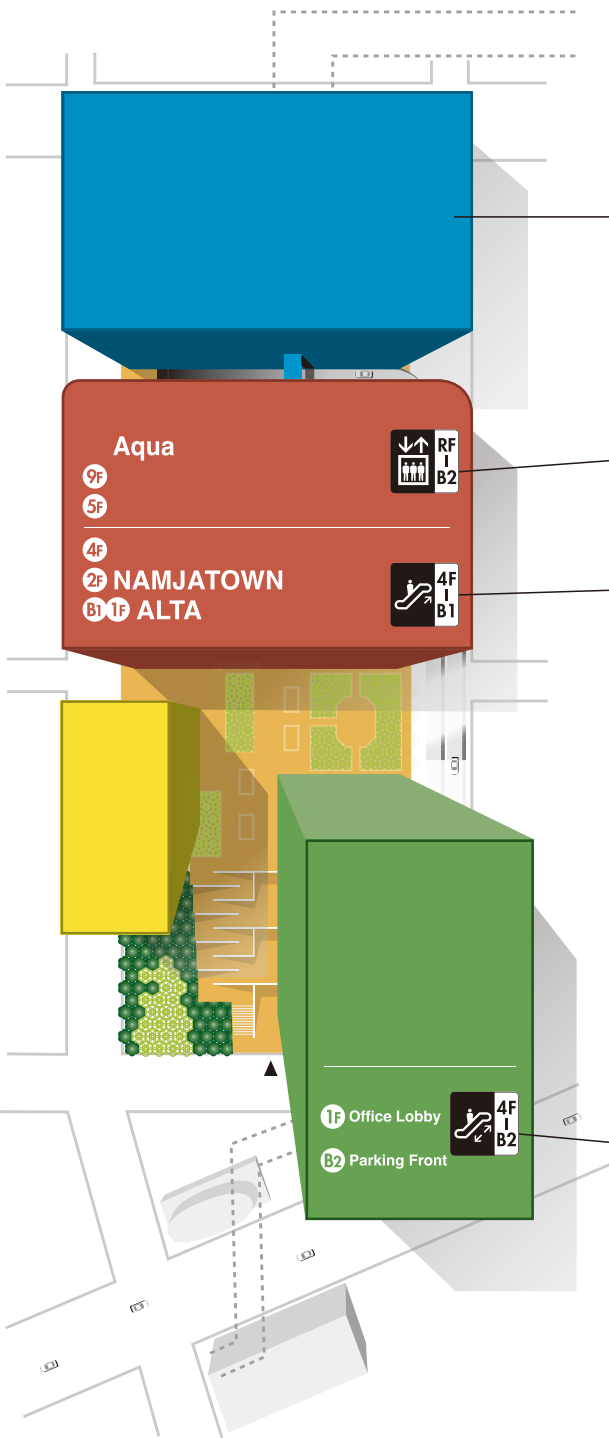 Aqua
RF
B2
9F
5F
4F
2F NAMJATOWN
B1 1F ALTA
4F
B1
1F Office Lobby
4F
B2
B2 Parking Front